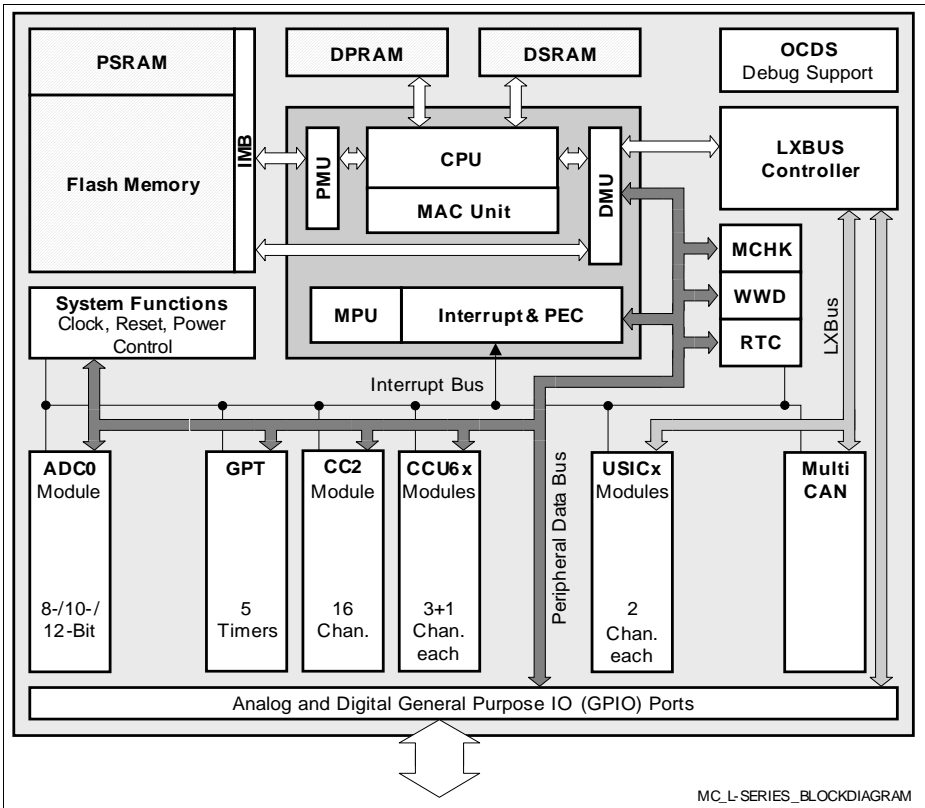 PSRAM
Flash Memory
IMB
DPRAM
DSRAM
OCDS
Debug Support
PMU
CPU
MAC Unit
DMU
LXBUS
Controller
MPU
Interrupt & PEC
MCHK
WWD
RTC
LXBus
System Functions
Clock, Reset, Power
Control
Interrupt Bus
Peripheral Data Bus
ADC0
Module
8-/10-/
12-Bit
GPT
5
Timers
CC2
Module
16
Chan.
CCU6x
Modules
3+1
Chan.
each
USICx
Modules
2
Chan.
each
Multi
CAN
Analog and Digital General Purpose IO (GPIO) Ports
MC_L-SERIES_BLOCKDIAGRAM